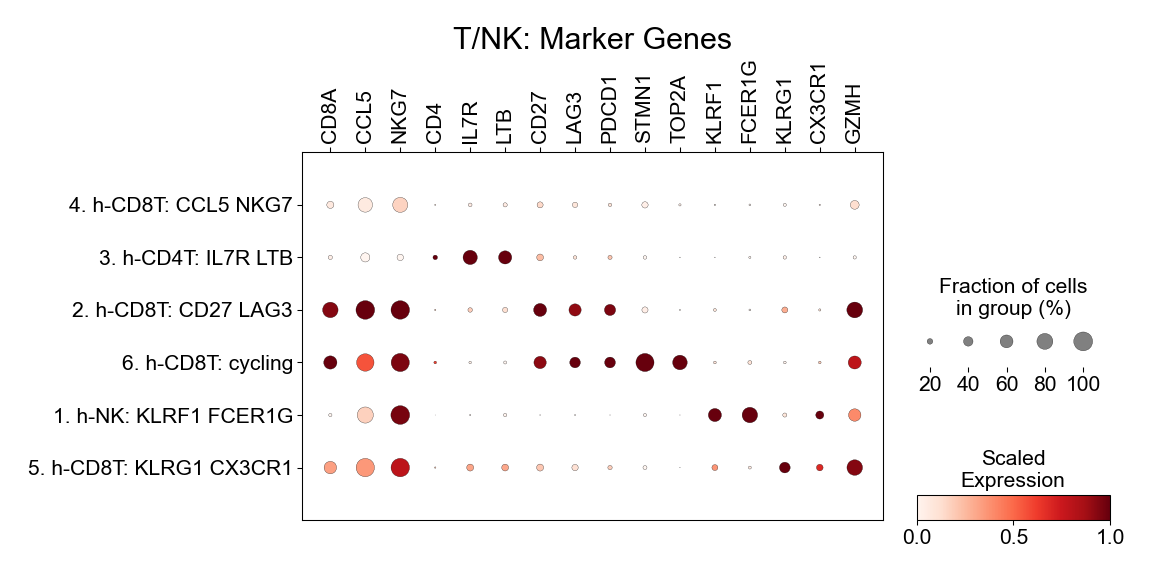 T/NK: Marker Genes
CD8A
CCL5
NKG7
CD4
IL7R
LTB
CD27
LAG3
PDCD1
STMN1
TOP2A
KLRF1
FCER1G
KLRG1
CX3CR1
GZMH
4. h-CD8T: CCL5 NKG7
3. h-CD4T: IL7R LTB
2. h-CD8T: CD27 LAG3
6. h-CD8T: cycling
1. h-NK: KLRF1 FCER1G
5. h-CD8T: KLRG1 CX3CR1
Fraction of cells
in group (%)
20 40 60 80 100
Scaled
Expression
0.0 0.5 1.0